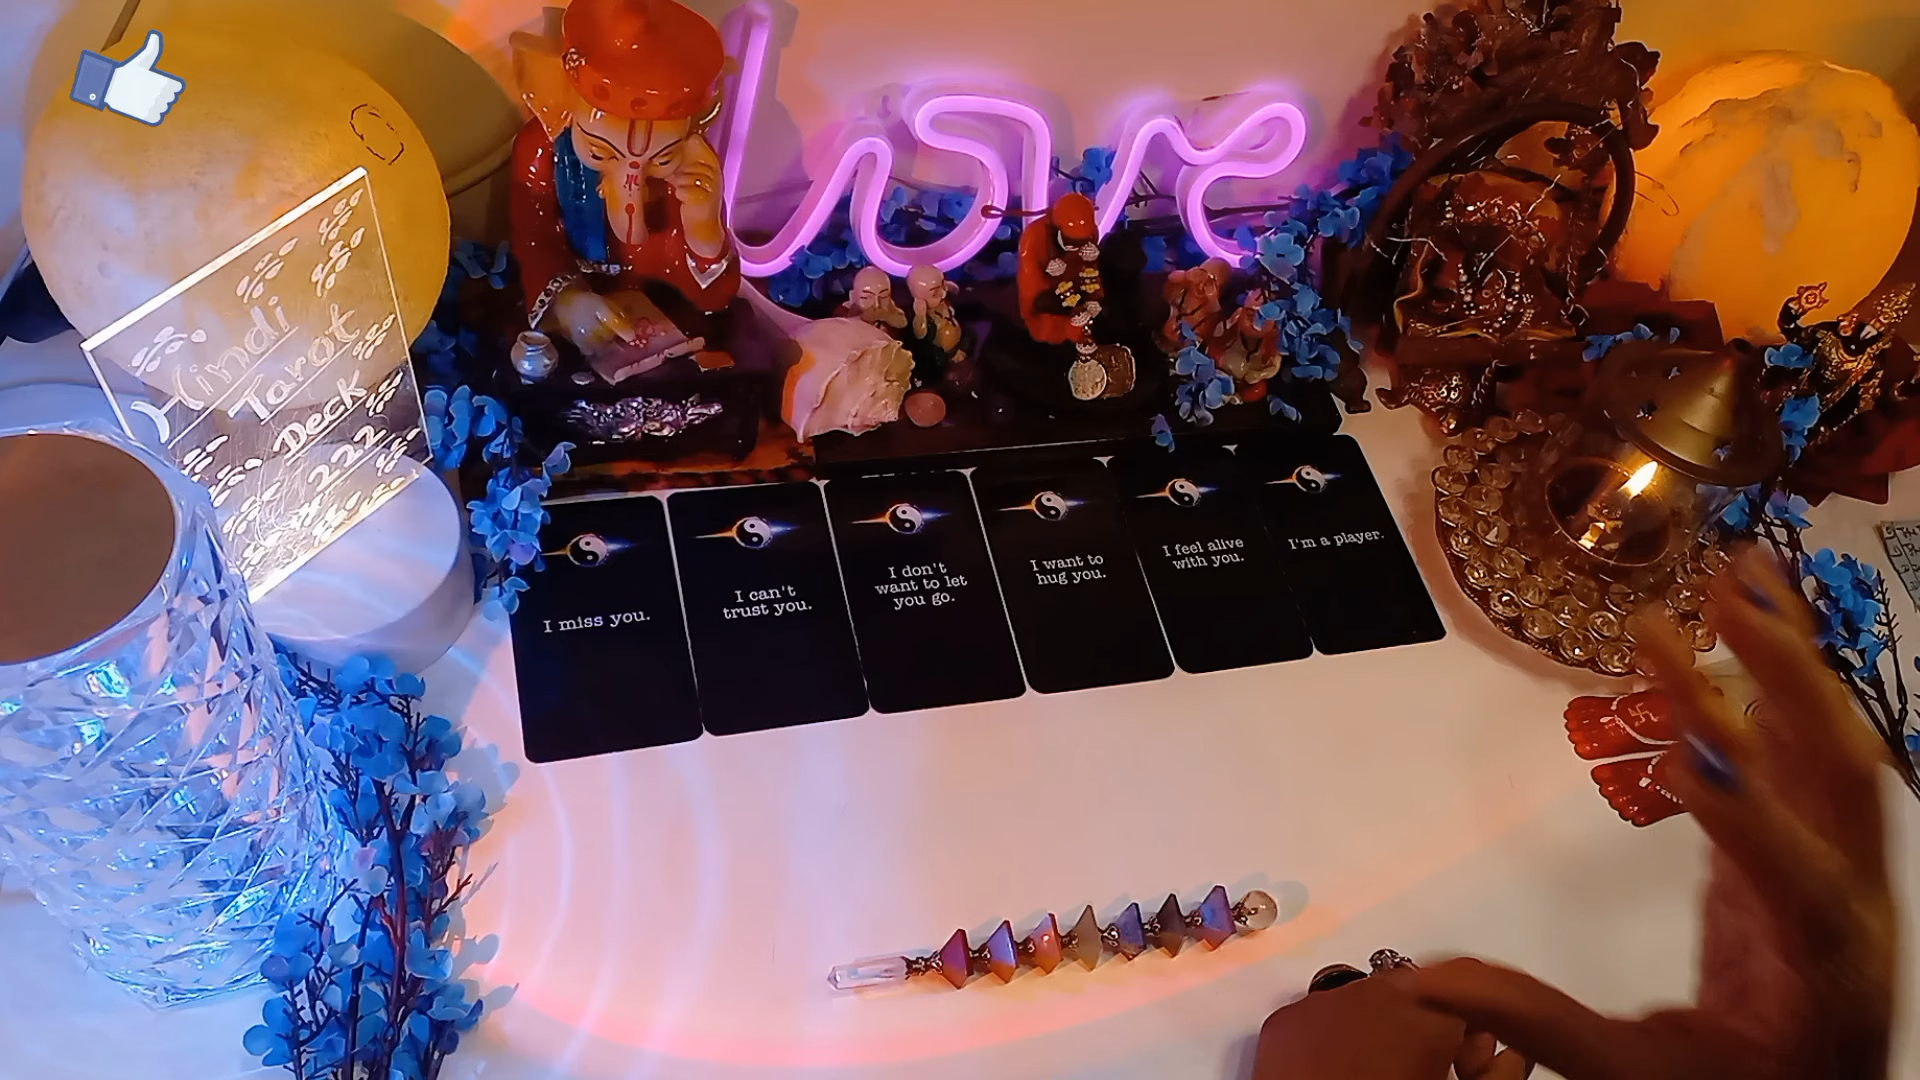 love
Hindi
Tarot
Deck
222
I miss you.
I can't
trust you.
I don't
want to let
you go.
I want to
hug you.
I feel alive
with you.
I'm a player.